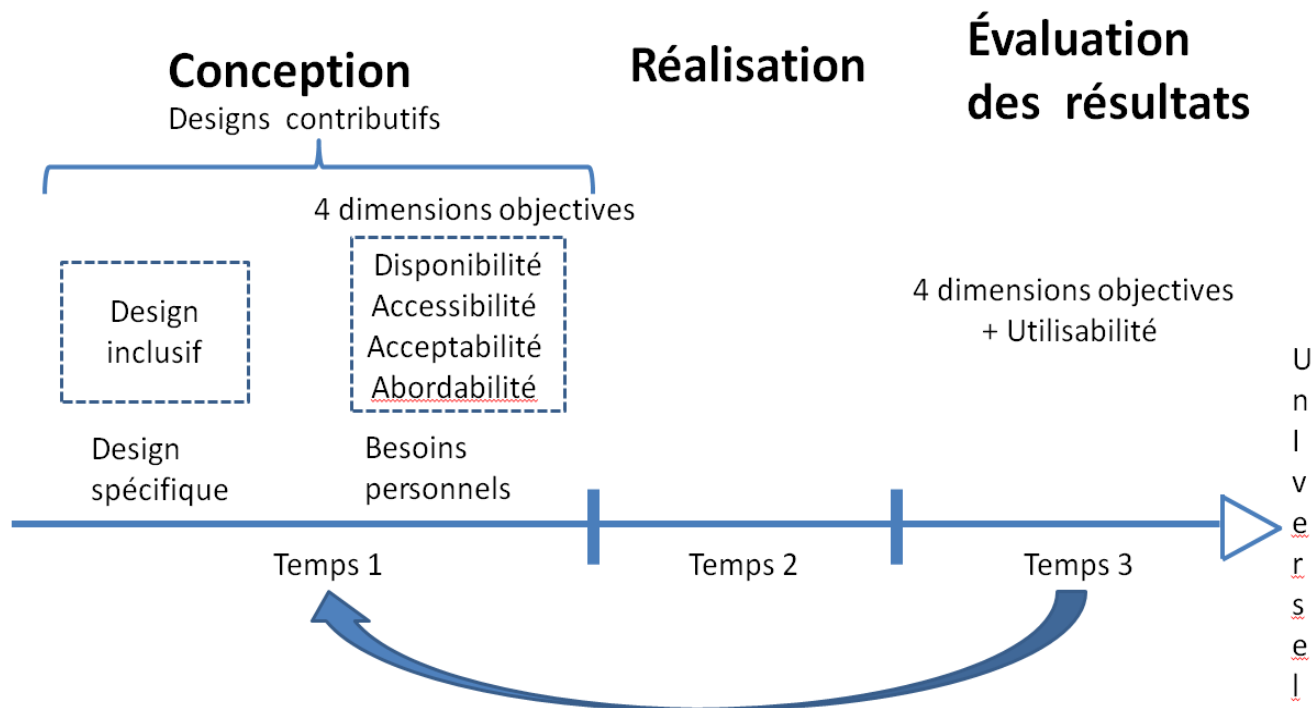 Conception
Designs contributifs
Réalisation
Évaluation
des résultats
4 dimensions objectives
Design
inclusif
Disponibilité
Accessibilité
Acceptabilité
Abordabilité
4 dimensions objectives
+ Utilisabilité
Design
spécifique
Besoins
personnels
Temps 1
Temps 2
Temps 3
U
n
I
v
e
r
s
e
l